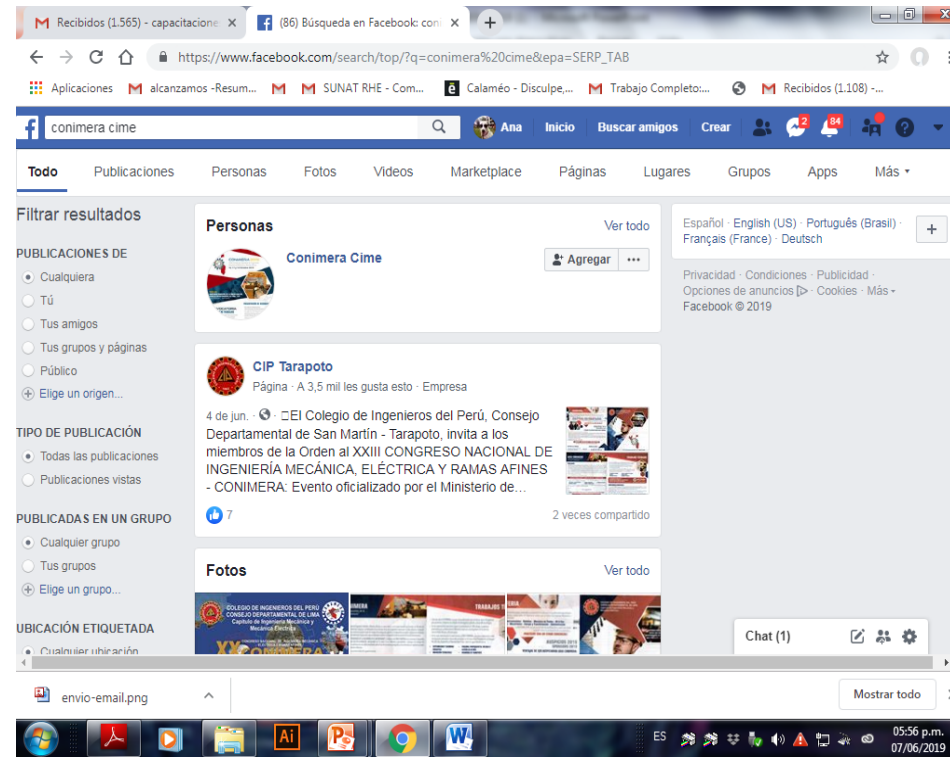 Recibidos (1.565) - capacitacione
(86) Búsqueda en Facebook: coni
https://www.facebook.com/search/top/?q=conimera%20cime&epa=SERP_TAB
Aplicaciones
alcanzamos -Resum...
SUNAT RHE - Com...
Calaméo - Disculpe,...
Trabajo Completo:...
Recibidos (1.108) -...
conimera cime
Ana
Inicio
Buscar amigos
Crear
2
84
Todo
Publicaciones
Personas
Fotos
Videos
Marketplace
Páginas
Lugares
Grupos
Apps
Más
Filtrar resultados
PUBLICACIONES DE
Cualquiera
Tú
Tus amigos
Tus grupos y páginas
Público
Elige un origen...
TIPO DE PUBLICACIÓN
Todas las publicaciones
Publicaciones vistas
PUBLICADAS EN UN GRUPO
Cualquier grupo
Tus grupos
Elige un grupo...
UBICACIÓN ETIQUETADA
Cualquier ubicación
Personas
Ver todo
Conimera Cime
Agregar
CIP Tarapoto
Página · A 3,5 mil les gusta esto · Empresa
4 de jun. · El Colegio de Ingenieros del Perú, Consejo
Departamental de San Martín - Tarapoto, invita a los
miembros de la Orden al XXIII CONGRESO NACIONAL DE
INGENIERÍA MECÁNICA, ELÉCTRICA Y RAMAS AFINES
- CONIMERA: Evento oficializado por el Ministerio de...
7
2 veces compartido
Fotos
Ver todo
COLEGIO DE INGENIEROS DEL PERÚ
CONSEJO DEPARTAMENTAL DE LIMA
Capítulo de Ingeniería Mecánica y
Mecánica Eléctrica
Español · English (US) · Português (Brasil) ·
Français (France) · Deutsch
Privacidad · Condiciones · Publicidad ·
Opciones de anuncios · Cookies · Más
Facebook © 2019
Chat (1)
envio-email.png
Mostrar todo
Ai
ES
05:56 p.m.
07/06/2019